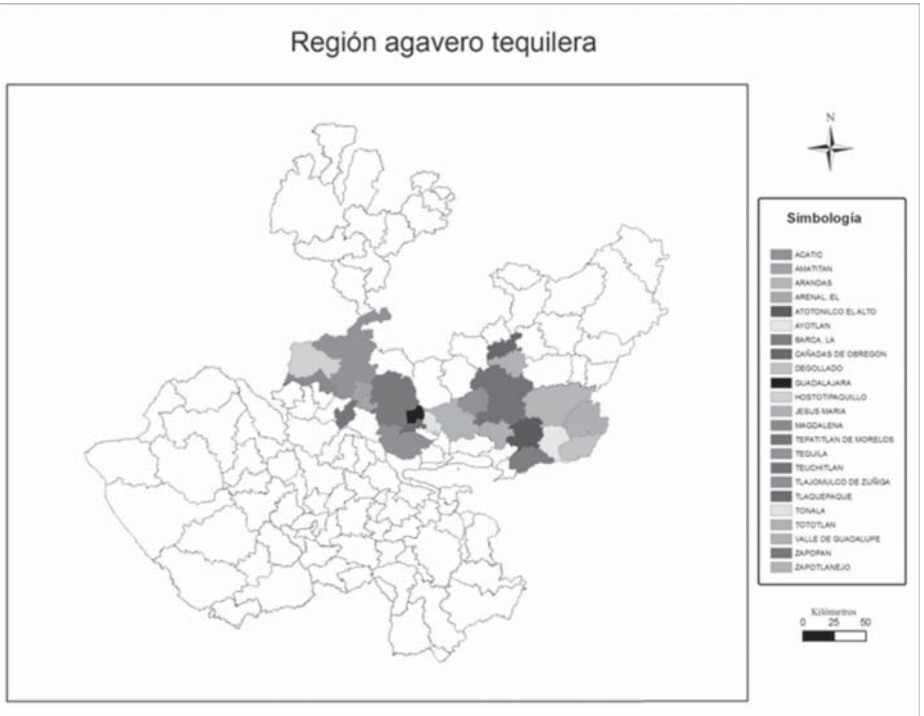 Región agavero tequilera
N
Simbología
ACATIC
AMATITAN
ARANDAS
ARENAL, EL
ATOTONILCO EL ALTO
AYOTLAN
BARCA, LA
CAÑADAS DE OBREGON
DEGOLLADO
GUADALAJARA
HOSTOTIPAQUILLO
JESUS MARIA
MAGDALENA
TEPATITLAN DE MORELOS
TEQUILA
TEUCHITLAN
TLAJOMULCO DE ZUÑIGA
TLAQUEPAQUE
TONALA
TOTOTLAN
VALLE DE GUADALUPE
ZAPOPAN
ZAPOTLANEJO
Kilómetros
0 25 50